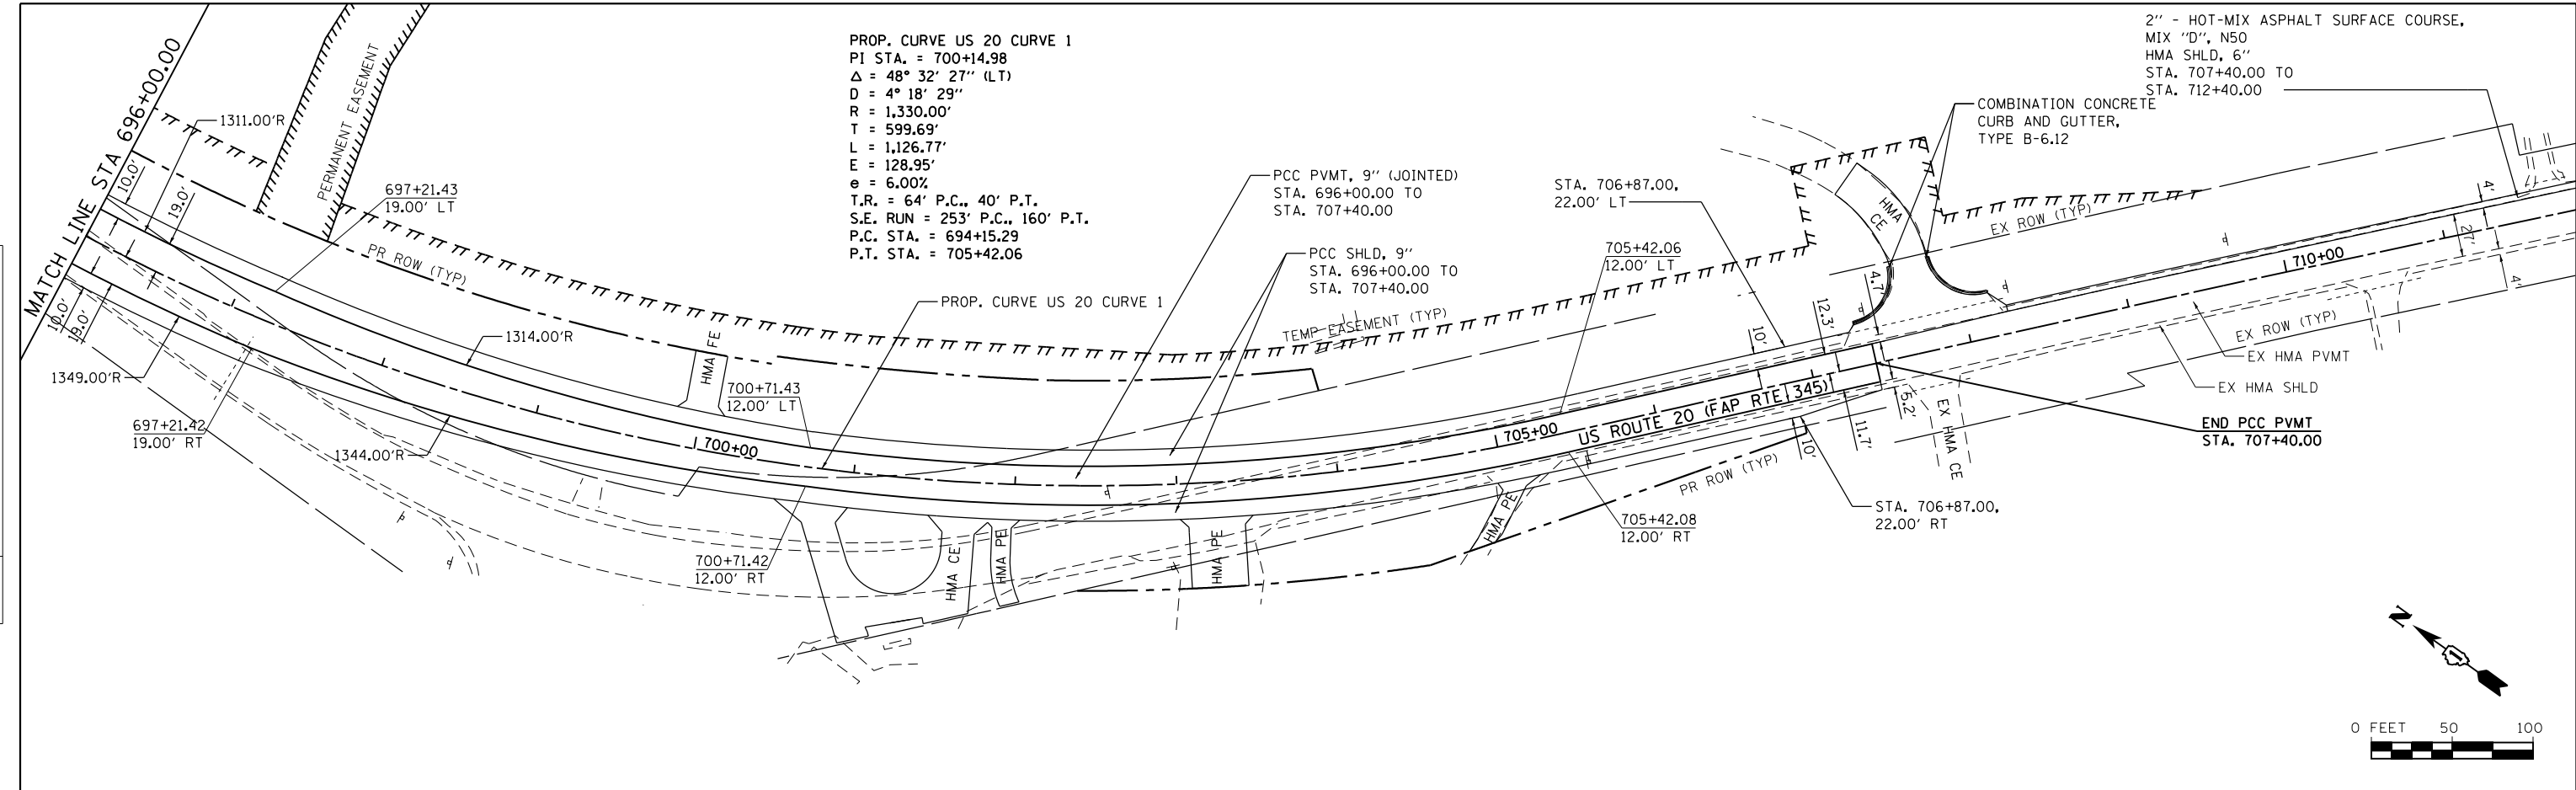 MATCH LINE STA 696+00.00
10.0'
19.0'
10.0'
19.0'
1311.00'R
PERMANENT EASEMENT
697+21.43
19.00' LT
PR ROW (TYP)
1349.00'R
697+21.42
19.00' RT
1314.00'R
1344.00'R
PROP. CURVE US 20 CURVE 1
PI STA. = 700+14.98
Δ = 48° 32' 27'' (LT)
D = 4° 18' 29''
R = 1,330.00'
T = 599.69'
L = 1,126.77'
E = 128.95'
e = 6.00%
T.R. = 64' P.C., 40' P.T.
S.E. RUN = 253' P.C., 160' P.T.
P.C. STA. = 694+15.29
P.T. STA. = 705+42.06
HMA PE
700+71.43
12.00' LT
700+00
700+71.42
12.00' RT
PROP. CURVE US 20 CURVE 1
HMA CE
HMA PE
HMA PE
HMA PE
PCC PVMT, 9'' (JOINTED)
STA. 696+00.00 TO
STA. 707+40.00
PCC SHLD, 9''
STA. 696+00.00 TO
STA. 707+40.00
TEMP EASEMENT (TYP)
STA. 706+87.00,
22.00' LT
705+42.06
12.00' LT
705+00
US ROUTE 20 (FAP RTE 345)
705+42.08
12.00' RT
PR ROW (TYP)
10'
12.3'
4.7'
10'
11.7'
5.2'
EX HMA CE
STA. 706+87.00,
22.00' RT
HMA
CE
COMBINATION CONCRETE
CURB AND GUTTER,
TYPE B-6.12
2'' - HOT-MIX ASPHALT SURFACE COURSE,
MIX "D", N50
HMA SHLD, 6''
STA. 707+40.00 TO
STA. 712+40.00
EX ROW (TYP)
4'
27'
4'
710+00
EX ROW (TYP)
EX HMA PVMT
EX HMA SHLD
END PCC PVMT
STA. 707+40.00
N
0 FEET 50 100